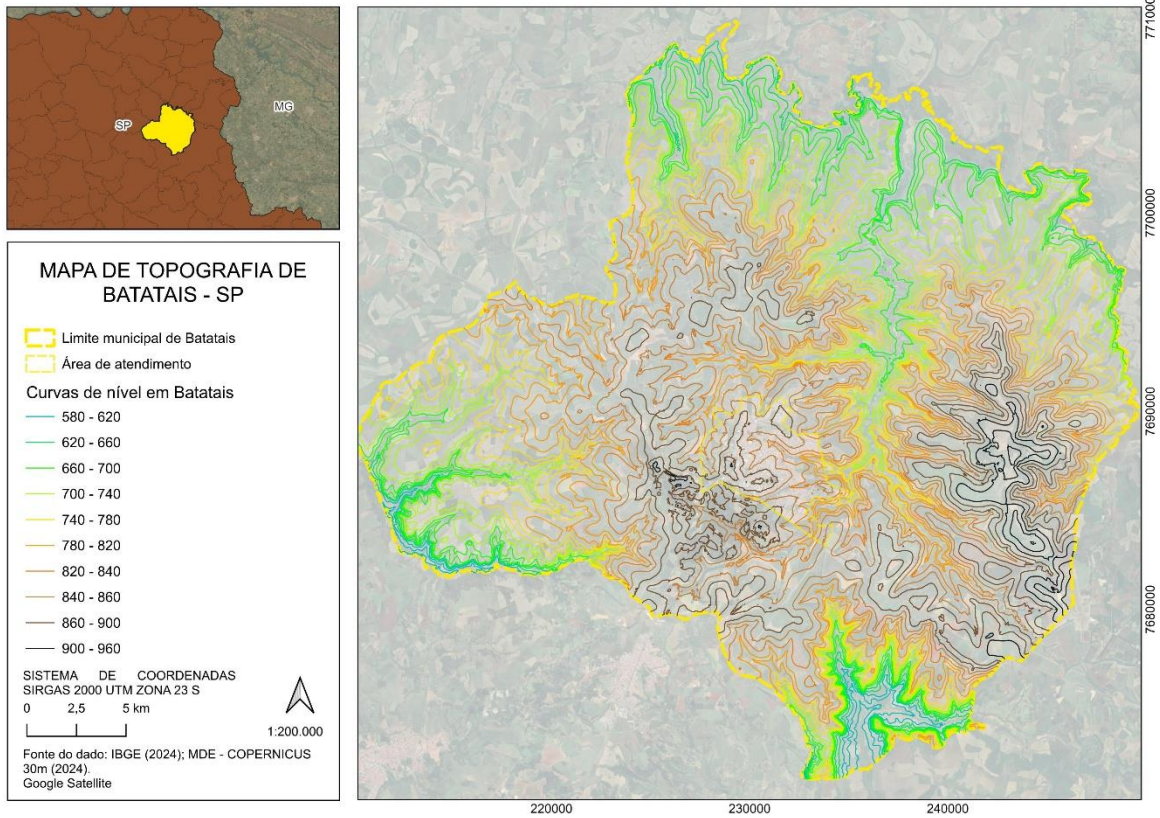 MG
SP
MAPA DE TOPOGRAFIA DE
BATATAIS - SP
Limite municipal de Batatais
Área de atendimento
Curvas de nível em Batatais
580 - 620
620 - 660
660 - 700
700 - 740
740 - 780
780 - 820
820 - 840
840 - 860
860 - 900
900 - 960
SISTEMA DE COORDENADAS
SIRGAS 2000 UTM ZONA 23 S
0 2,5 5 km
1:200.000
Fonte do dado: IBGE (2024); MDE - COPERNICUS
30m (2024).
Google Satellite
7710000
7700000
7690000
7680000
220000 230000 240000